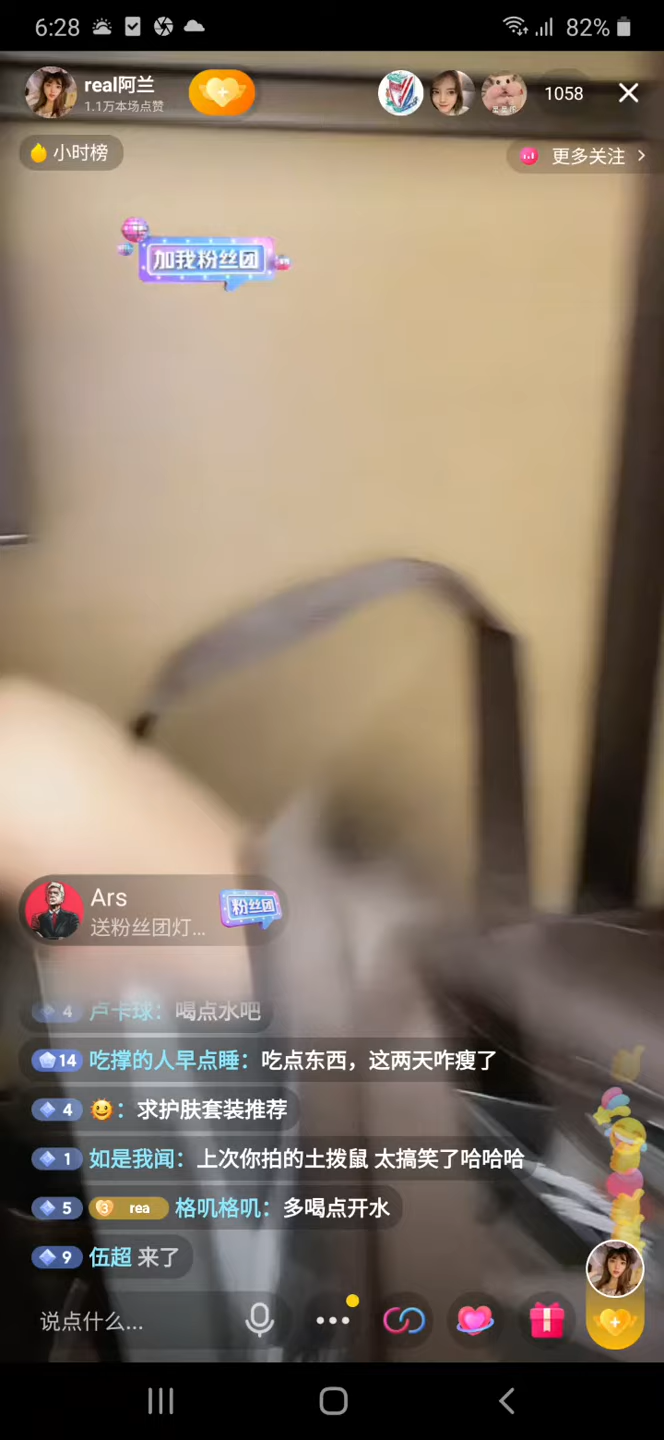 6:28
82%
real阿兰
1.1万本场点赞
1058
小时榜
更多关注
加我粉丝团
Ars
送粉丝团灯...
粉丝团
4 卢卡球：喝点水吧
14 吃撑的人早点睡：吃点东西，这两天咋瘦了
4 ：求护肤套装推荐
1 如是我闻：上次你拍的土拨鼠 太搞笑了哈哈哈
5 3 rea 格叽格叽：多喝点开水
9 伍超 来了
说点什么...